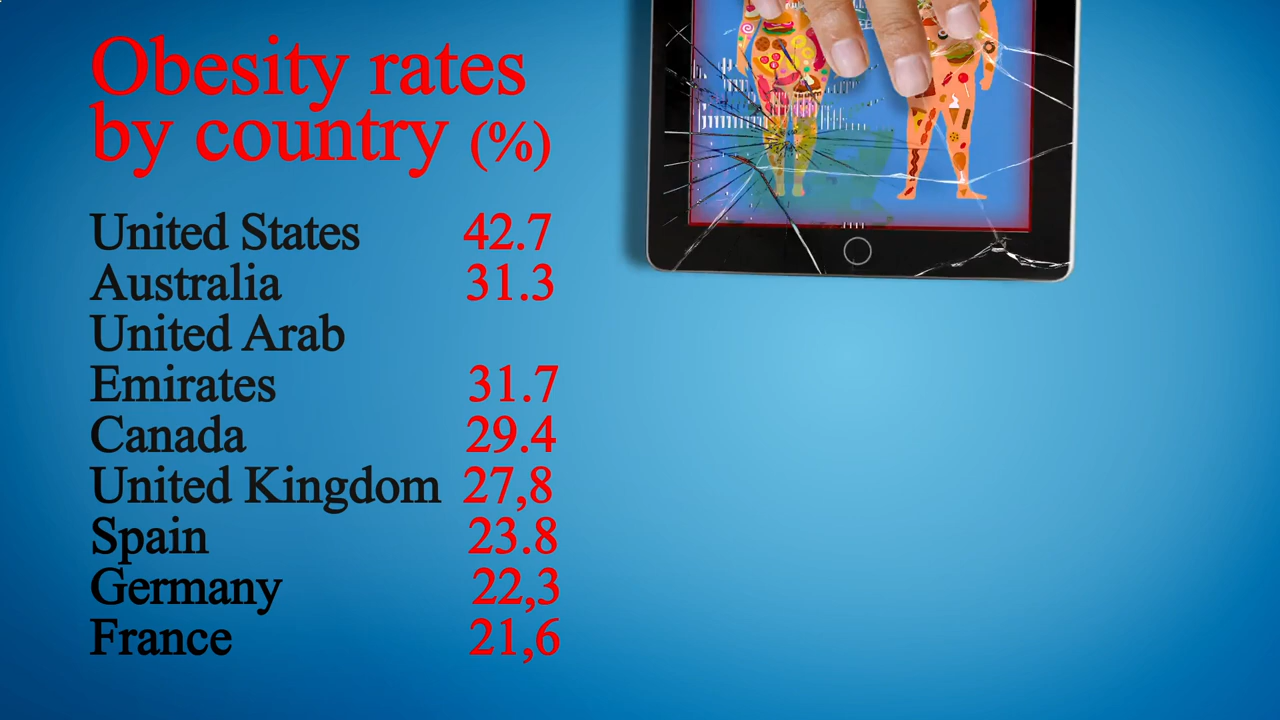 Obesity rates
by country (%)
United States 42.7
Australia 31.3
United Arab
Emirates 31.7
Canada 29.4
United Kingdom 27,8
Spain 23.8
Germany 22,3
France 21,6